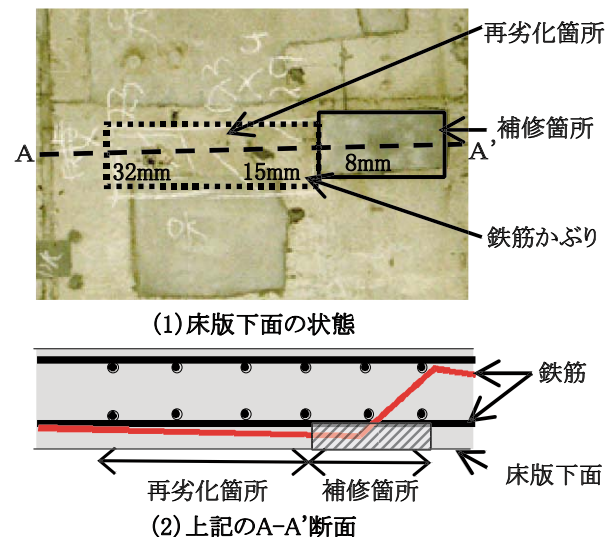 再劣化箇所
補修箇所
A
A'
32mm
15mm
8mm
OK
鉄筋かぶり
(1)床版下面の状態
鉄筋
再劣化箇所
補修箇所
床版下面
(2)上記のA-A'断面